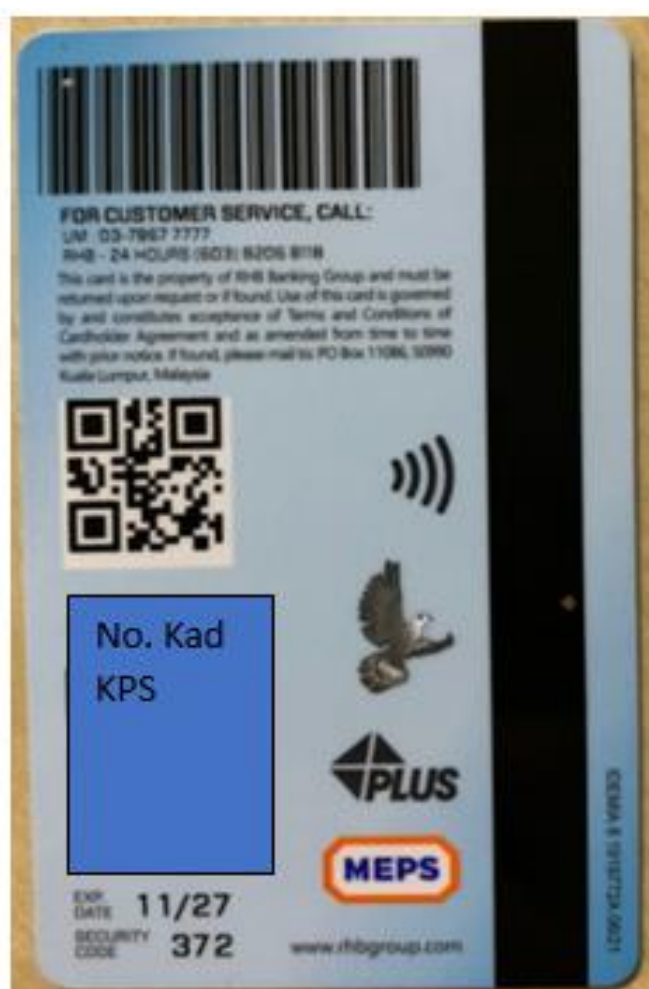 FOR CUSTOMER SERVICE, CALL:
UM : 03-7967 7777
RHB - 24 HOURS (603) 9206 8118
This card is the property of RHB Banking Group and must be
returned upon request or if found. Use of this card is governed
by and constitutes acceptance of Terms and Conditions of
Cardholder Agreement and as amended from time to time
with prior notice. If found, please mail to: PO Box 11086, 50990
Kuala Lumpur, Malaysia
No. Kad
KPS
PLUS
MEPS
EXP. DATE 11/27
SECURITY CODE 372
www.rhbgroup.com